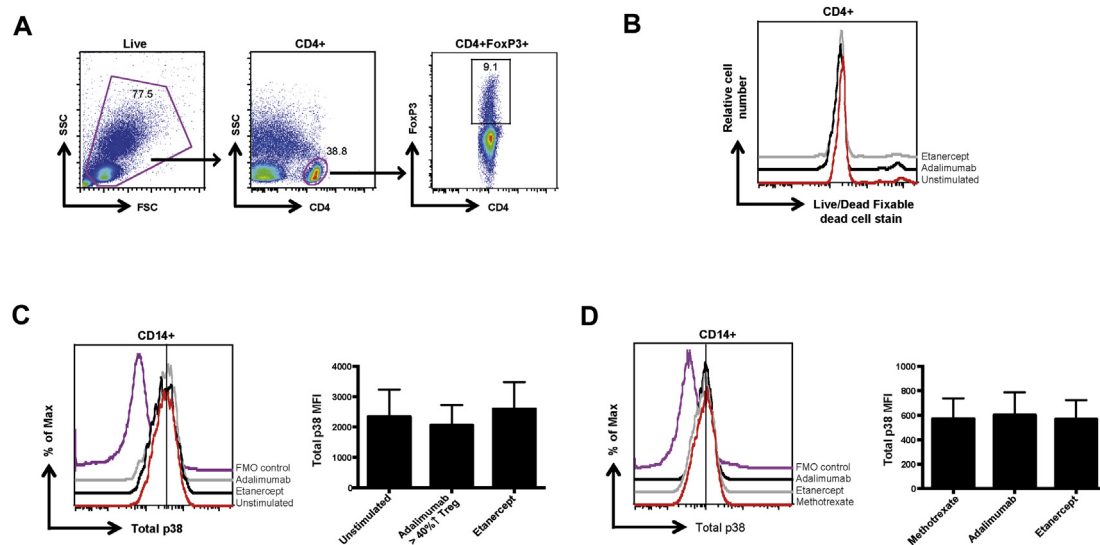 A
Live
77.5
SSC
FSC
CD4+
SSC
38.8
CD4
CD4+FoxP3+
9.1
FoxP3
CD4
B
CD4+
Relative cell
number
Etanercept
Adalimumab
Unstimulated
Live/Dead Fixable
dead cell stain
C
CD14+
% of Max
FMO control
Adalimumab
Etanercept
Unstimulated
Total p38
Total p38 MFI
4000
3000
2000
1000
0
Unstimulated
Adalimumab
> 40%↑ Treg
Etanercept
D
CD14+
% of Max
FMO control
Adalimumab
Etanercept
Methotrexate
Total p38
Total p38 MFI
1000
800
600
400
200
0
Methotrexate
Adalimumab
Etanercept